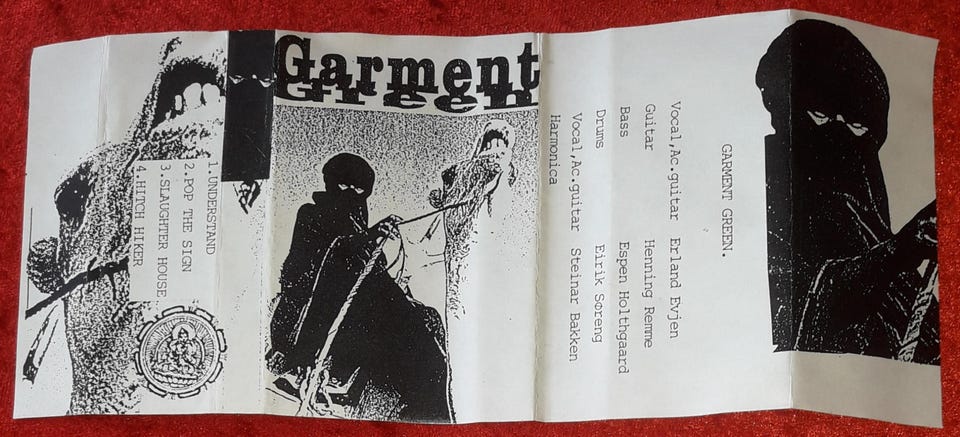 Garment
Green
1.UNDERSTAND
2.POP THE SIGN
3.SLAUGHTER HOUSE.
4.HITCH HIKER
GARMENT GREEN.
Vocal,Ac.guitar Erland Evjen
Guitar Henning Remme
Bass Espen Holthgaard
Drums Eirik Søreng
Vocal,Ac.guitar Steinar Bakken
Harmonica